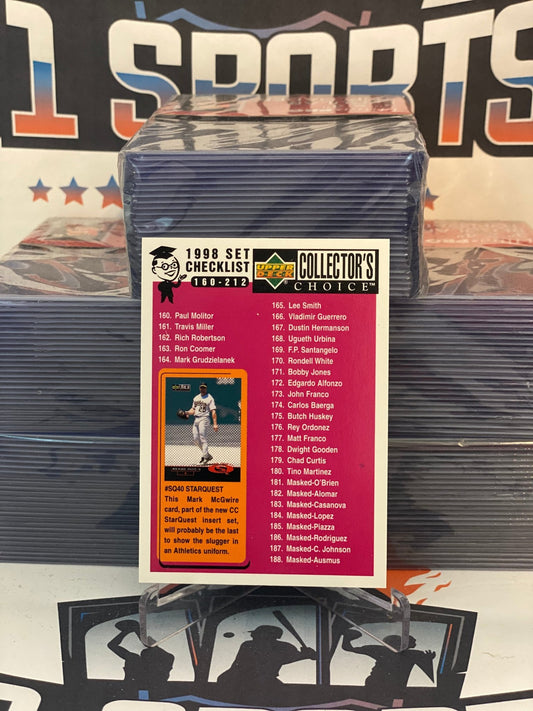 1 SPORTS
1998 SET
CHECKLIST
160-212
UPPER
DECK
COLLECTOR'S
CHOICE™
160. Paul Molitor
161. Travis Miller
162. Rich Robertson
163. Ron Coomer
164. Mark Grudzielanek
#SQ40 STARQUEST
This Mark McGwire
card, part of the new CC
StarQuest insert set,
will probably be the last
to show the slugger in
an Athletics uniform.
165. Lee Smith
166. Vladimir Guerrero
167. Dustin Hermanson
168. Ugueth Urbina
169. F.P. Santangelo
170. Rondell White
171. Bobby Jones
172. Edgardo Alfonzo
173. John Franco
174. Carlos Baerga
175. Butch Huskey
176. Rey Ordonez
177. Matt Franco
178. Dwight Gooden
179. Chad Curtis
180. Tino Martinez
181. Masked-O'Brien
182. Masked-Alomar
183. Masked-Casanova
184. Masked-Lopez
185. Masked-Piazza
186. Masked-Rodriguez
187. Masked-C. Johnson
188. Masked-Ausmus